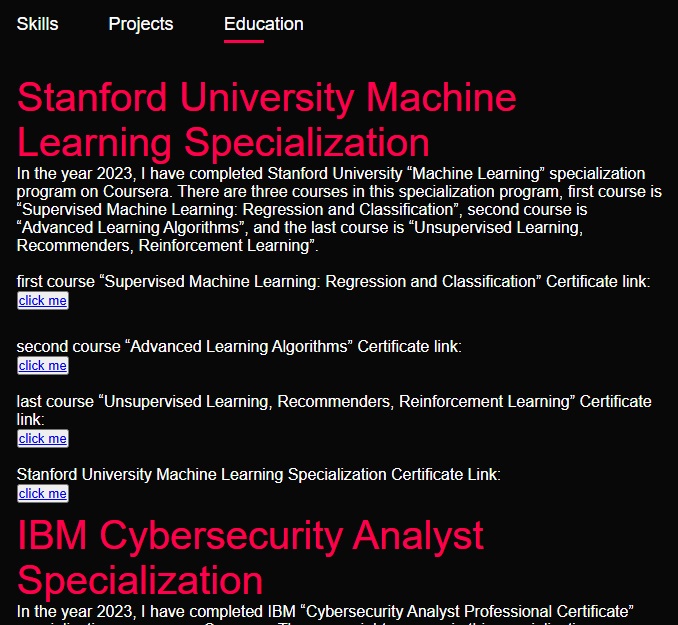 Skills Projects Education
Stanford University Machine
Learning Specialization
In the year 2023, I have completed Stanford University “Machine Learning” specialization
program on Coursera. There are three courses in this specialization program, first course is
“Supervised Machine Learning: Regression and Classification”, second course is
“Advanced Learning Algorithms”, and the last course is “Unsupervised Learning,
Recommenders, Reinforcement Learning”.
first course “Supervised Machine Learning: Regression and Classification” Certificate link:
click me
second course “Advanced Learning Algorithms” Certificate link:
click me
last course “Unsupervised Learning, Recommenders, Reinforcement Learning” Certificate
link:
click me
Stanford University Machine Learning Specialization Certificate Link:
click me
IBM Cybersecurity Analyst
Specialization
In the year 2023, I have completed IBM “Cybersecurity Analyst Professional Certificate”